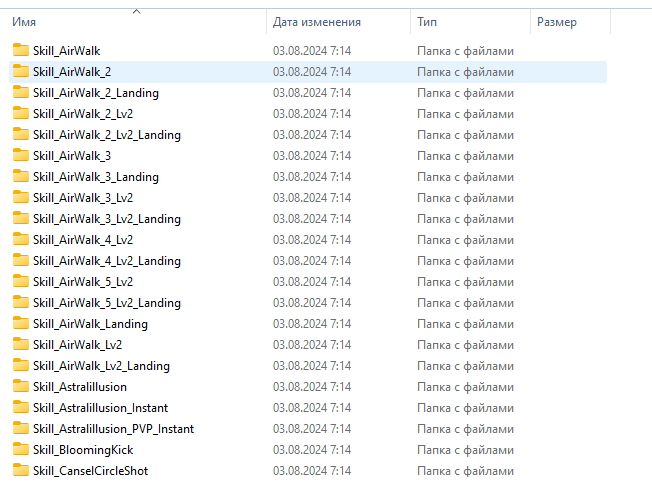 Имя Дата изменения Тип Размер
Skill_AirWalk 03.08.2024 7:14 Папка с файлами
Skill_AirWalk_2 03.08.2024 7:14 Папка с файлами
Skill_AirWalk_2_Landing 03.08.2024 7:14 Папка с файлами
Skill_AirWalk_2_Lv2 03.08.2024 7:14 Папка с файлами
Skill_AirWalk_2_Lv2_Landing 03.08.2024 7:14 Папка с файлами
Skill_AirWalk_3 03.08.2024 7:14 Папка с файлами
Skill_AirWalk_3_Landing 03.08.2024 7:14 Папка с файлами
Skill_AirWalk_3_Lv2 03.08.2024 7:14 Папка с файлами
Skill_AirWalk_3_Lv2_Landing 03.08.2024 7:14 Папка с файлами
Skill_AirWalk_4_Lv2 03.08.2024 7:14 Папка с файлами
Skill_AirWalk_4_Lv2_Landing 03.08.2024 7:14 Папка с файлами
Skill_AirWalk_5_Lv2 03.08.2024 7:14 Папка с файлами
Skill_AirWalk_5_Lv2_Landing 03.08.2024 7:14 Папка с файлами
Skill_AirWalk_Landing 03.08.2024 7:14 Папка с файлами
Skill_AirWalk_Lv2 03.08.2024 7:14 Папка с файлами
Skill_AirWalk_Lv2_Landing 03.08.2024 7:14 Папка с файлами
Skill_Astralillusion 03.08.2024 7:14 Папка с файлами
Skill_Astralillusion_Instant 03.08.2024 7:14 Папка с файлами
Skill_Astralillusion_PVP_Instant 03.08.2024 7:14 Папка с файлами
Skill_BloomingKick 03.08.2024 7:14 Папка с файлами
Skill_CanselCircleShot 03.08.2024 7:14 Папка с файлами